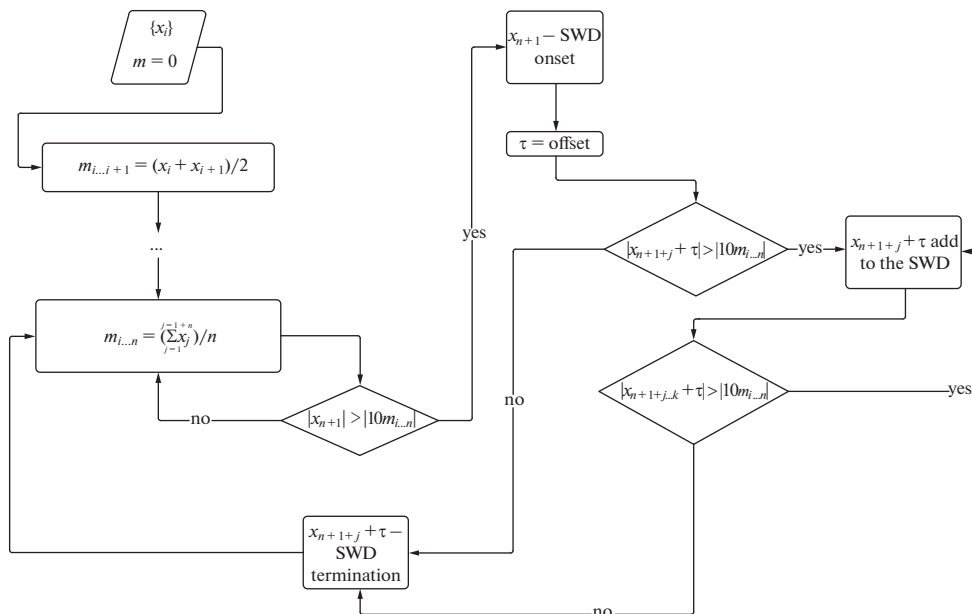 {xᵢ}
m = 0
m_{i...i+1} = (x_i + x_{i+1})/2
...
m_{i...n} = (\sum_{j-1}^{j-1+n} x_j)/n
|x_{n+1}| > |10m_{i...n}|
no
yes
x_{n+1} − SWD
onset
τ = offset
|x_{n+1+j} + τ| > |10m_{i...n}|
yes
no
x_{n+1+j} + τ add
to the SWD
|x_{n+1+j..k} + τ| > |10m_{i...n}|
yes
no
x_{n+1+j} + τ −
SWD
termination